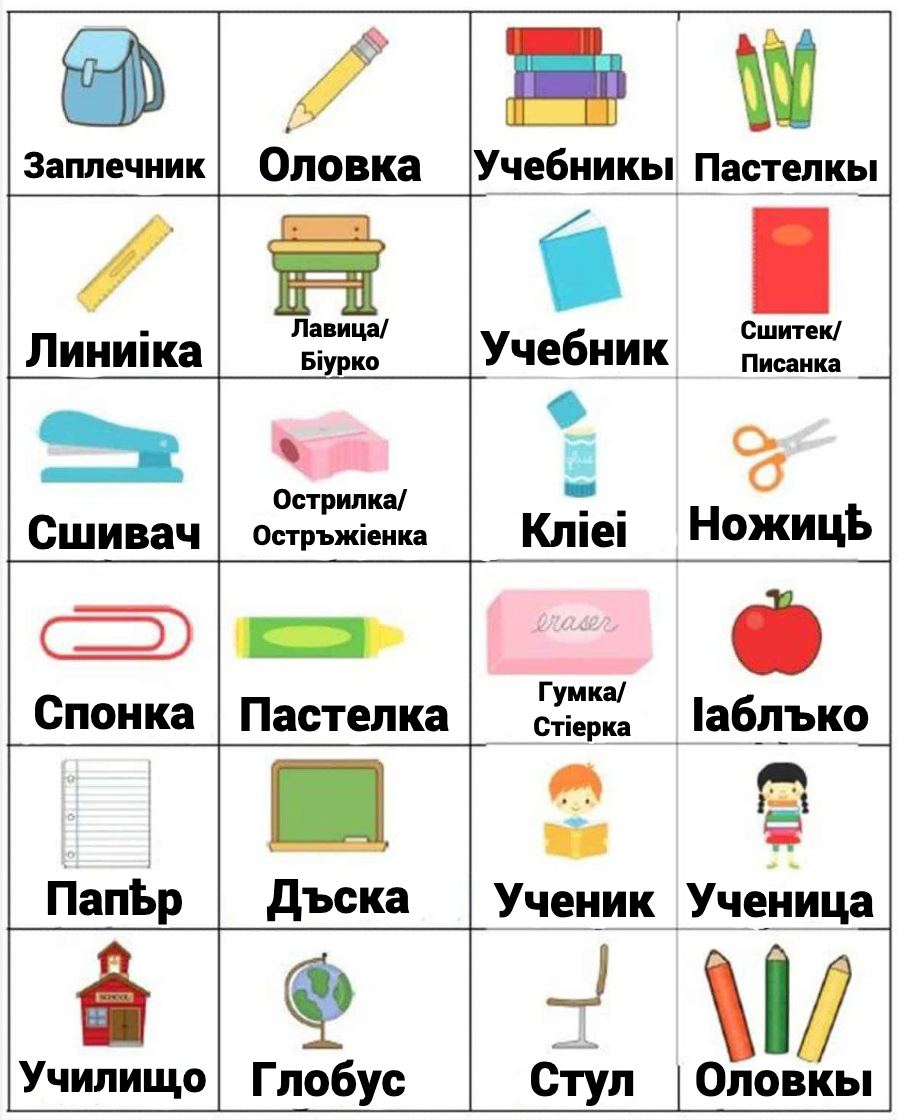 Заплечник
Оловка
Учебникы
Пастелкы
Линиіка
Лавица/
Біурко
Учебник
Сшитек/
Писанка
Сшивач
Острилка/
Остръжіенка
glue
Кліеі
Ножицѣ
Спонка
Пастелка
eraser
Гумка/
Стіерка
Іаблъко
Папѣр
Дъска
Ученик
Ученица
SCHOOL
Училищо
Глобус
Стул
Оловкы